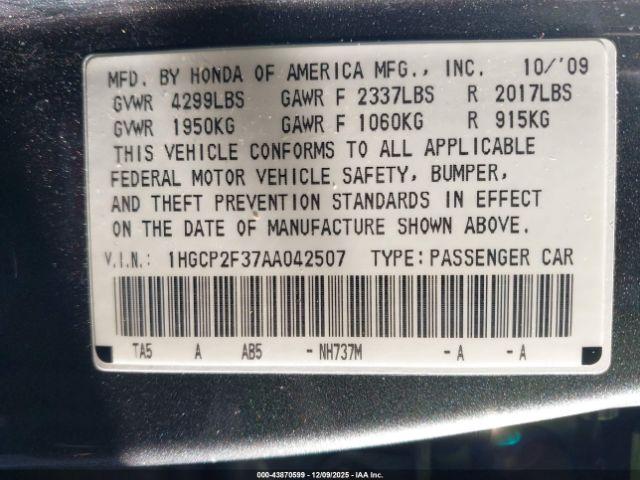 MFD. BY HONDA OF AMERICA MFG., INC. 10/'09
GVWR 4299LBS GAWR F 2337LBS R 2017LBS
GVWR 1950KG GAWR F 1060KG R 915KG
THIS VEHICLE CONFORMS TO ALL APPLICABLE
FEDERAL MOTOR VEHICLE SAFETY, BUMPER,
AND THEFT PREVENTION STANDARDS IN EFFECT
ON THE DATE OF MANUFACTURE SHOWN ABOVE.
V.I.N.: 1HGCP2F37AA042507 TYPE: PASSENGER CAR
TA5 A AB5 - NH737M - A - A
000-43870599 - 12/09/2025 - IAA Inc.